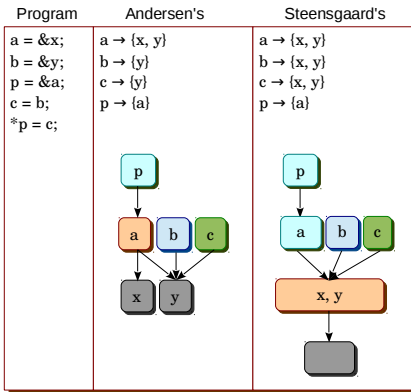 Program
Andersen's
Steensgaard's
a = &x;
b = &y;
p = &a;
c = b;
*p = c;
a → {x, y}
b → {y}
c → {y}
p → {a}
a → {x, y}
b → {x, y}
c → {x, y}
p → {a}
p
a b c
x y
p
a b c
x, y